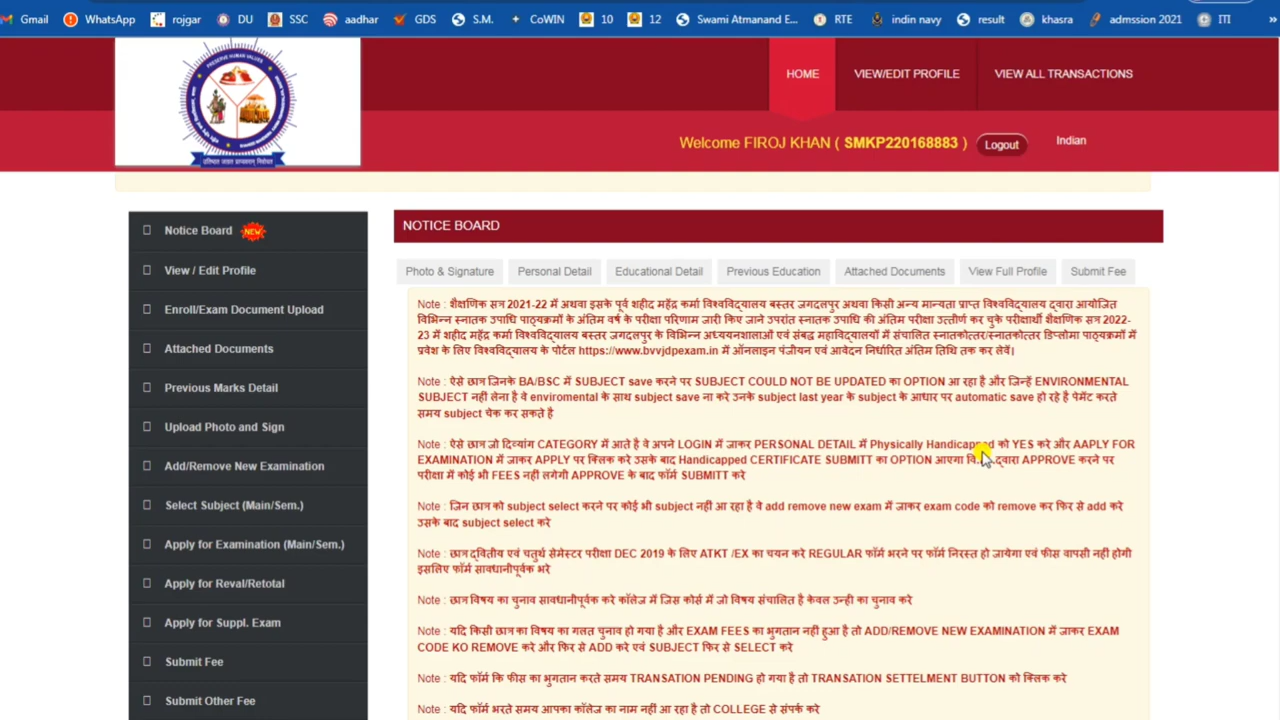 Gmail WhatsApp rojgar DU SSC aadhar GDS S.M. CoWIN 10 12 Swami Atmanand E... RTE indin navy result khasra admssion 2021 ITI »
PRESERVE HUMAN VALUES
HOME VIEW/EDIT PROFILE VIEW ALL TRANSACTIONS
Welcome FIROJ KHAN ( SMKP220168883 ) Logout Indian
Notice Board NEW
View / Edit Profile
Enroll/Exam Document Upload
Attached Documents
Previous Marks Detail
Upload Photo and Sign
Add/Remove New Examination
Select Subject (Main/Sem.)
Apply for Examination (Main/Sem.)
Apply for Reval/Retotal
Apply for Suppl. Exam
Submit Fee
Submit Other Fee
NOTICE BOARD
Photo & Signature Personal Detail Educational Detail Previous Education Attached Documents View Full Profile Submit Fee
Note : शैक्षणिक सत्र 2021-22 में अथवा इसके पूर्व शहीद महेंद्र कर्मा विश्वविद्यालय बस्तर जगदलपुर अथवा किसी अन्य मान्यता प्राप्त विश्वविद्यालय द्वारा आयोजित
विभिन्न स्नातक उपाधि पाठ्यक्रमों के अंतिम वर्ष के परीक्षा परिणाम जारी किए जाने उपरांत स्नातक उपाधि की अंतिम परीक्षा उत्तीर्ण कर चुके परीक्षार्थी शैक्षणिक सत्र 2022-
23 में शहीद महेंद्र कर्मा विश्वविद्यालय बस्तर जगदलपुर के विभिन्न अध्ययनशालाओं एवं संबद्ध महाविद्यालयों में संचालित स्नातकोत्तर/स्नातकोत्तर डिप्लोमा पाठ्यक्रमों में
प्रवेश के लिए विश्वविद्यालय के पोर्टल https://www.bvvjdpexam.in में ऑनलाइन पंजीयन एवं आवेदन निर्धारित अंतिम तिथि तक कर लेवें।
Note : ऐसे छात्र जिनके BA/BSC में SUBJECT save करने पर SUBJECT COULD NOT BE UPDATED का OPTION आ रहा है और जिन्हें ENVIRONMENTAL
SUBJECT नहीं लेना है वे enviromental के साथ subject save ना करे उनके subject last year के subject के आधार पर automatic save हो रहे है पेमेंट करते
समय subject चैक कर सकते है
Note : ऐसे छात्र जो दिव्यांग CATEGORY में आते है वे अपने LOGIN में जाकर PERSONAL DETAIL में Physically Handicapped को YES करे और AAPLY FOR
EXAMINATION में जाकर APPLY पर क्लिक करे उसके बाद Handicapped CERTIFICATE SUBMITT का OPTION आएगा वि. द्वारा APPROVE करने पर
परीक्षा में कोई भी FEES नहीं लगेगी APPROVE के बाद फॉर्म SUBMITT करे
Note : जिन छात्र को subject select करने पर कोई भी subject नहीं आ रहा है वे add remove new exam में जाकर exam code को remove कर फिर से add करे
उसके बाद subject select करे
Note : छात्र द्वितीय एवं चतुर्थ सेमेस्टर परीक्षा DEC 2019 के लिए ATKT /EX का चयन करे REGULAR फॉर्म भरने पर फॉर्म निरस्त हो जायेगा एवं फीस वापसी नहीं होगी
इसलिए फॉर्म सावधानीपूर्वक भरे
Note : छात्र विषय का चुनाव सावधानीपूर्वक करे कॉलेज में जिस कोर्स में जो विषय संचालित है केवल उन्ही का चुनाव करे
Note : यदि किसी छात्र का विषय का गलत चुनाव हो गया है और EXAM FEES का भुगतान नहीं हुआ है तो ADD/REMOVE NEW EXAMINATION में जाकर EXAM
CODE KO REMOVE करे और फिर से ADD करे एवं SUBJECT फिर से SELECT करे
Note : यदि फॉर्म कि फीस का भुगतान करते समय TRANSATION PENDING हो गया है तो TRANSATION SETTELMENT BUTTON को क्लिक करे
Note : यदि फॉर्म भरते समय आपका कॉलेज का नाम नहीं आ रहा है तो COLLEGE से संपर्क करे